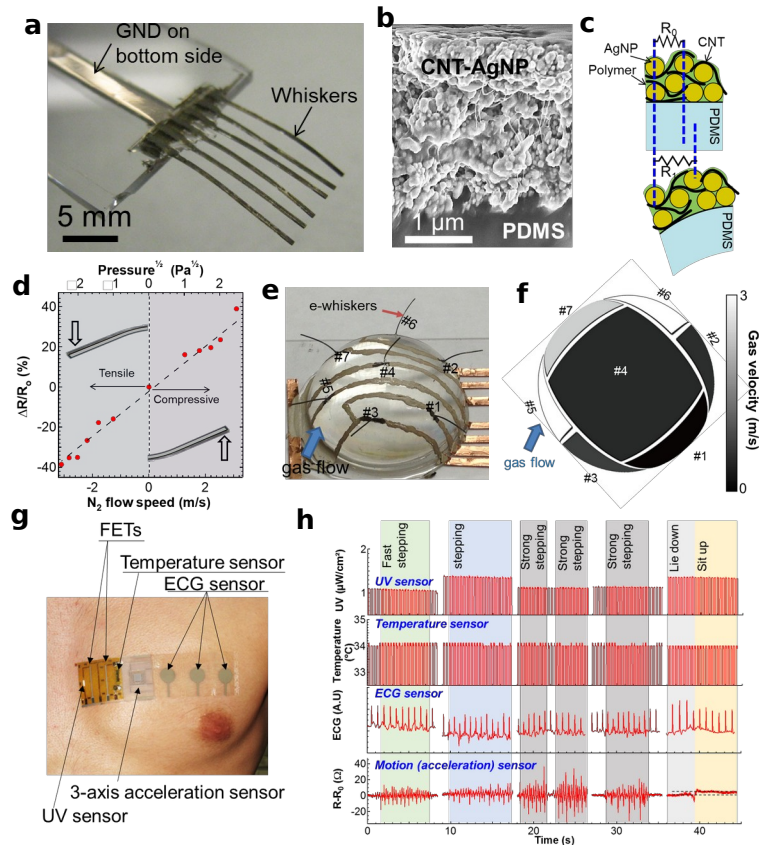 a
GND on
bottom side
Whiskers
5 mm
b
CNT-AgNP
1 µm
PDMS
c
R₀
AgNP
CNT
Polymer
PDMS
R₁
PDMS
d
Pressure^½ (Pa^½)
□2 □1 0 1 2
40
20
0
-20
-40
ΔR/Rₒ (%)
Tensile
Compressive
-2 0 2
N₂ flow speed (m/s)
e
e-whiskers
#6
#7
#2
#4
#5
#3
#1
gas flow
f
#7
#6
#2
#4
#5
#1
#3
gas flow
3
Gas velocity (m/s)
0
g
FETs
Temperature sensor
ECG sensor
3-axis acceleration sensor
UV sensor
h
Fast
stepping
stepping
Strong
stepping
Strong
stepping
Strong
stepping
Lie down
Sit up
UV (µW/cm²)
2
1
UV sensor
Temperature
(°C)
35
34
33
Temperature sensor
ECG (A.U)
ECG sensor
R-R₀ (Ω)
40
20
0
-20
Motion (acceleration) sensor
0 10 20 30 40
Time (s)